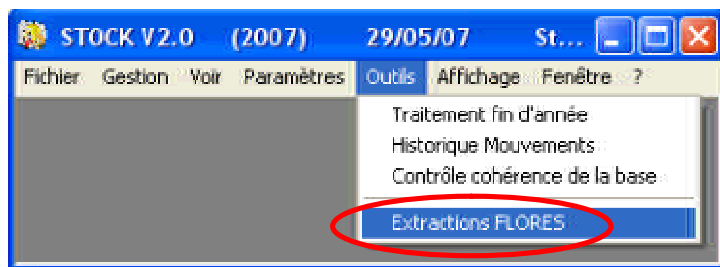 STOCK V2.0 (2007) 29/05/07 St...
Fichier Gestion Voir Paramètres Outils Affichage Fenêtre ?
Traitement fin d'année
Historique Mouvements
Contrôle cohérence de la base
Extractions FLORES